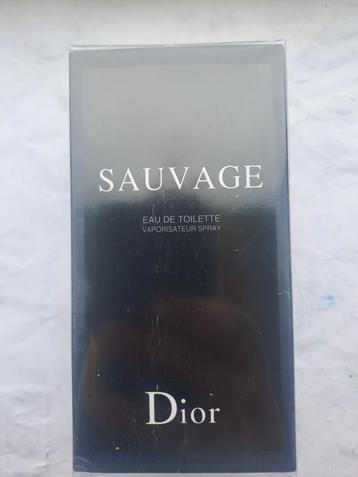 SAUVAGE
EAU DE TOILETTE
VAPORISATEUR SPRAY
Dior